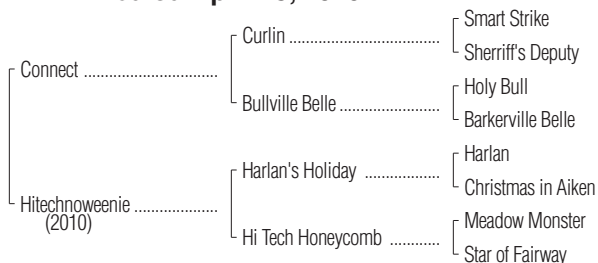 Smart Strike
Curlin
Sherriff's Deputy
Connect
Holy Bull
Bullville Belle
Barkerville Belle
Harlan
Harlan's Holiday
Christmas in Aiken
Hitechnoweenie
(2010)
Meadow Monster
Hi Tech Honeycomb
Star of Fairway